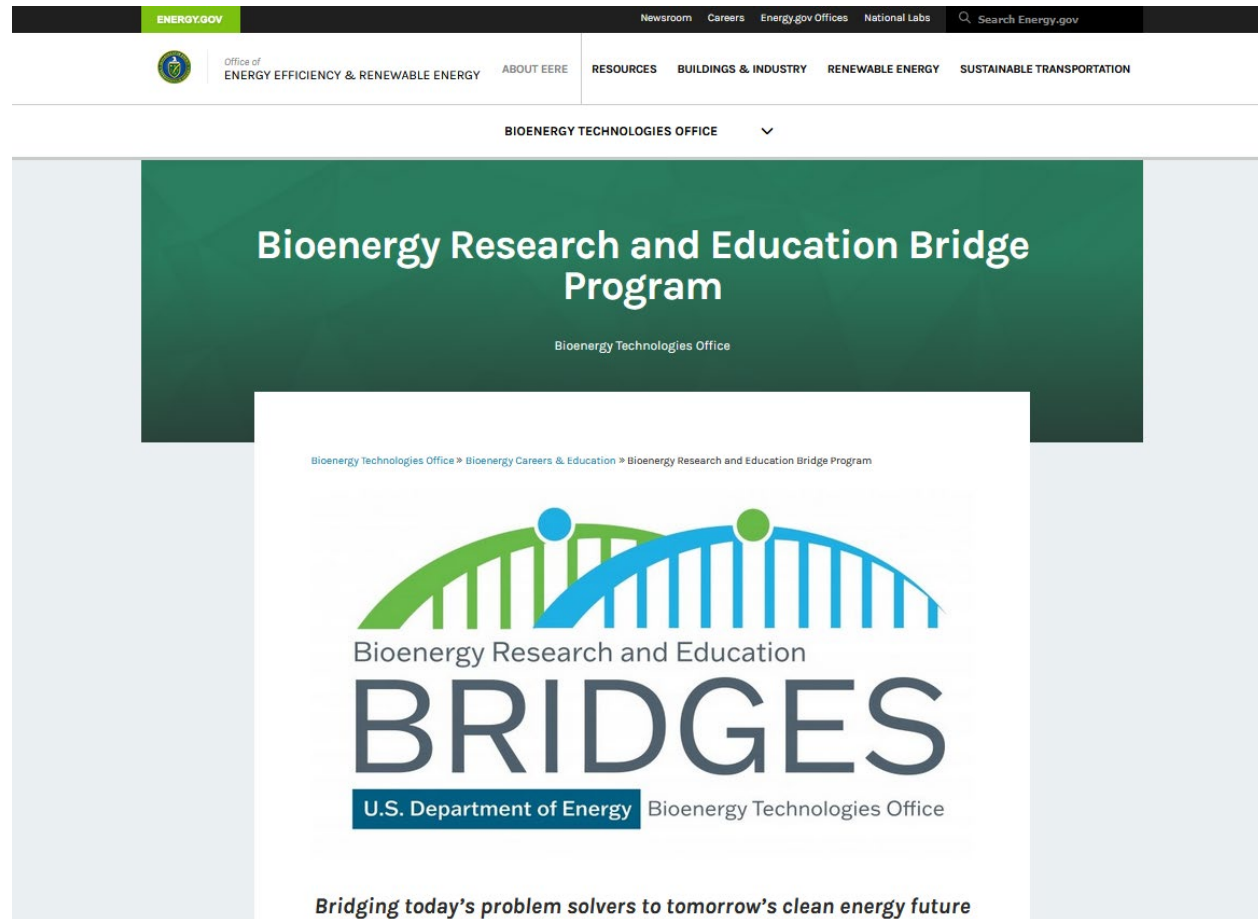 ENERGY.GOV
Newsroom Careers Energy.gov Offices National Labs Search Energy.gov
Office of
ENERGY EFFICIENCY & RENEWABLE ENERGY
ABOUT EERE RESOURCES BUILDINGS & INDUSTRY RENEWABLE ENERGY SUSTAINABLE TRANSPORTATION
BIOENERGY TECHNOLOGIES OFFICE
Bioenergy Research and Education Bridge
Program
Bioenergy Technologies Office
Bioenergy Technologies Office » Bioenergy Careers & Education » Bioenergy Research and Education Bridge Program
Bioenergy Research and Education
BRIDGES
U.S. Department of Energy Bioenergy Technologies Office
Bridging today's problem solvers to tomorrow's clean energy future